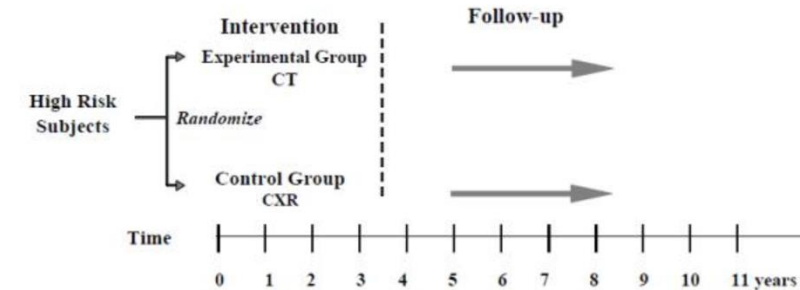 Intervention
Follow-up
Experimental Group
CT
High Risk
Subjects
Randomize
Control Group
CXR
Time
0 1 2 3 4 5 6 7 8 9 10 11 years